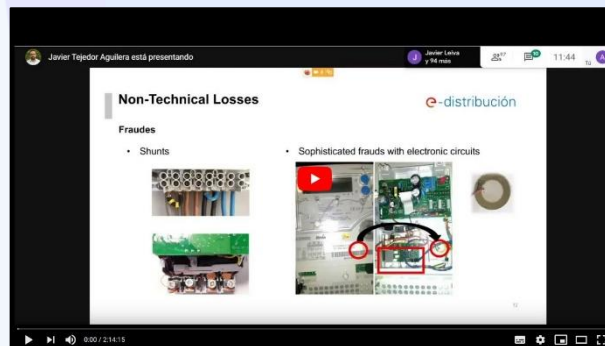 Javier Tejedor Aguilera está presentando
Javier Leiva
y 94 más
11:44
Tú
Non-Technical Losses
e-distribución
Fraudes
• Shunts
• Sophisticated frauds with electronic circuits
0:00 / 2:14:15